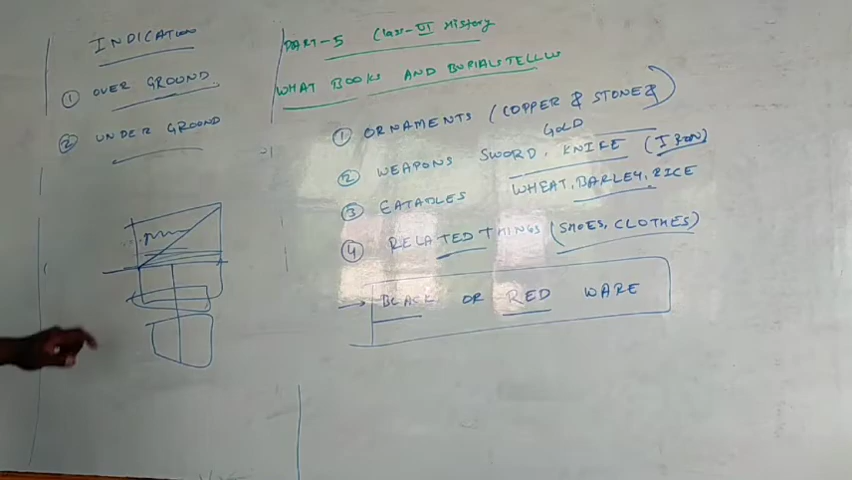 INDICATION
① OVER GROUND
② UNDER GROUND
PART-5 Class-VI History
WHAT BOOKS AND BURIALS TELL US
① ORNAMENTS (COPPER & STONE &)
GOLD
② WEAPONS SWORD, KNIFE (IRON)
③ EATABLES WHEAT, BARLEY, RICE
④ RELATED THINGS (SHOES, CLOTHES)
→ BLACK OR RED WARE